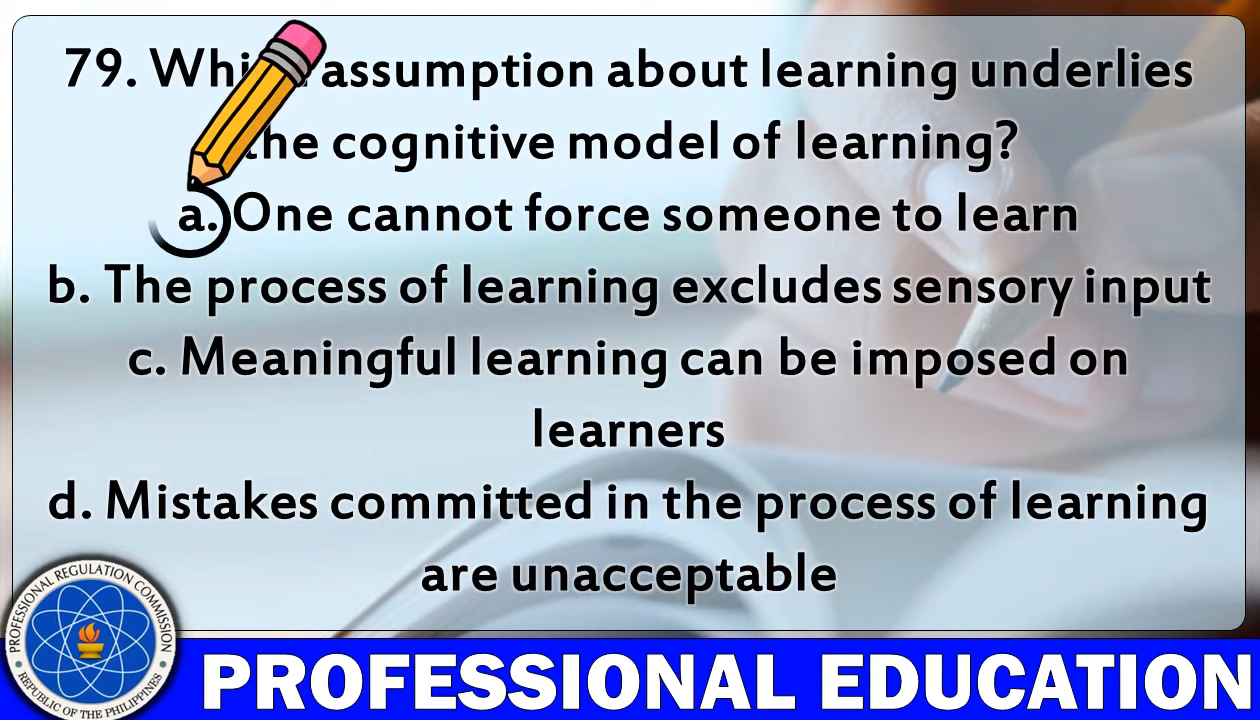 79. Which assumption about learning underlies
the cognitive model of learning?
a. One cannot force someone to learn
b. The process of learning excludes sensory input
c. Meaningful learning can be imposed on
learners
d. Mistakes committed in the process of learning
are unacceptable
PROFESSIONAL REGULATION COMMISSION
REPUBLIC OF THE PHILIPPINES
PROFESSIONAL EDUCATION